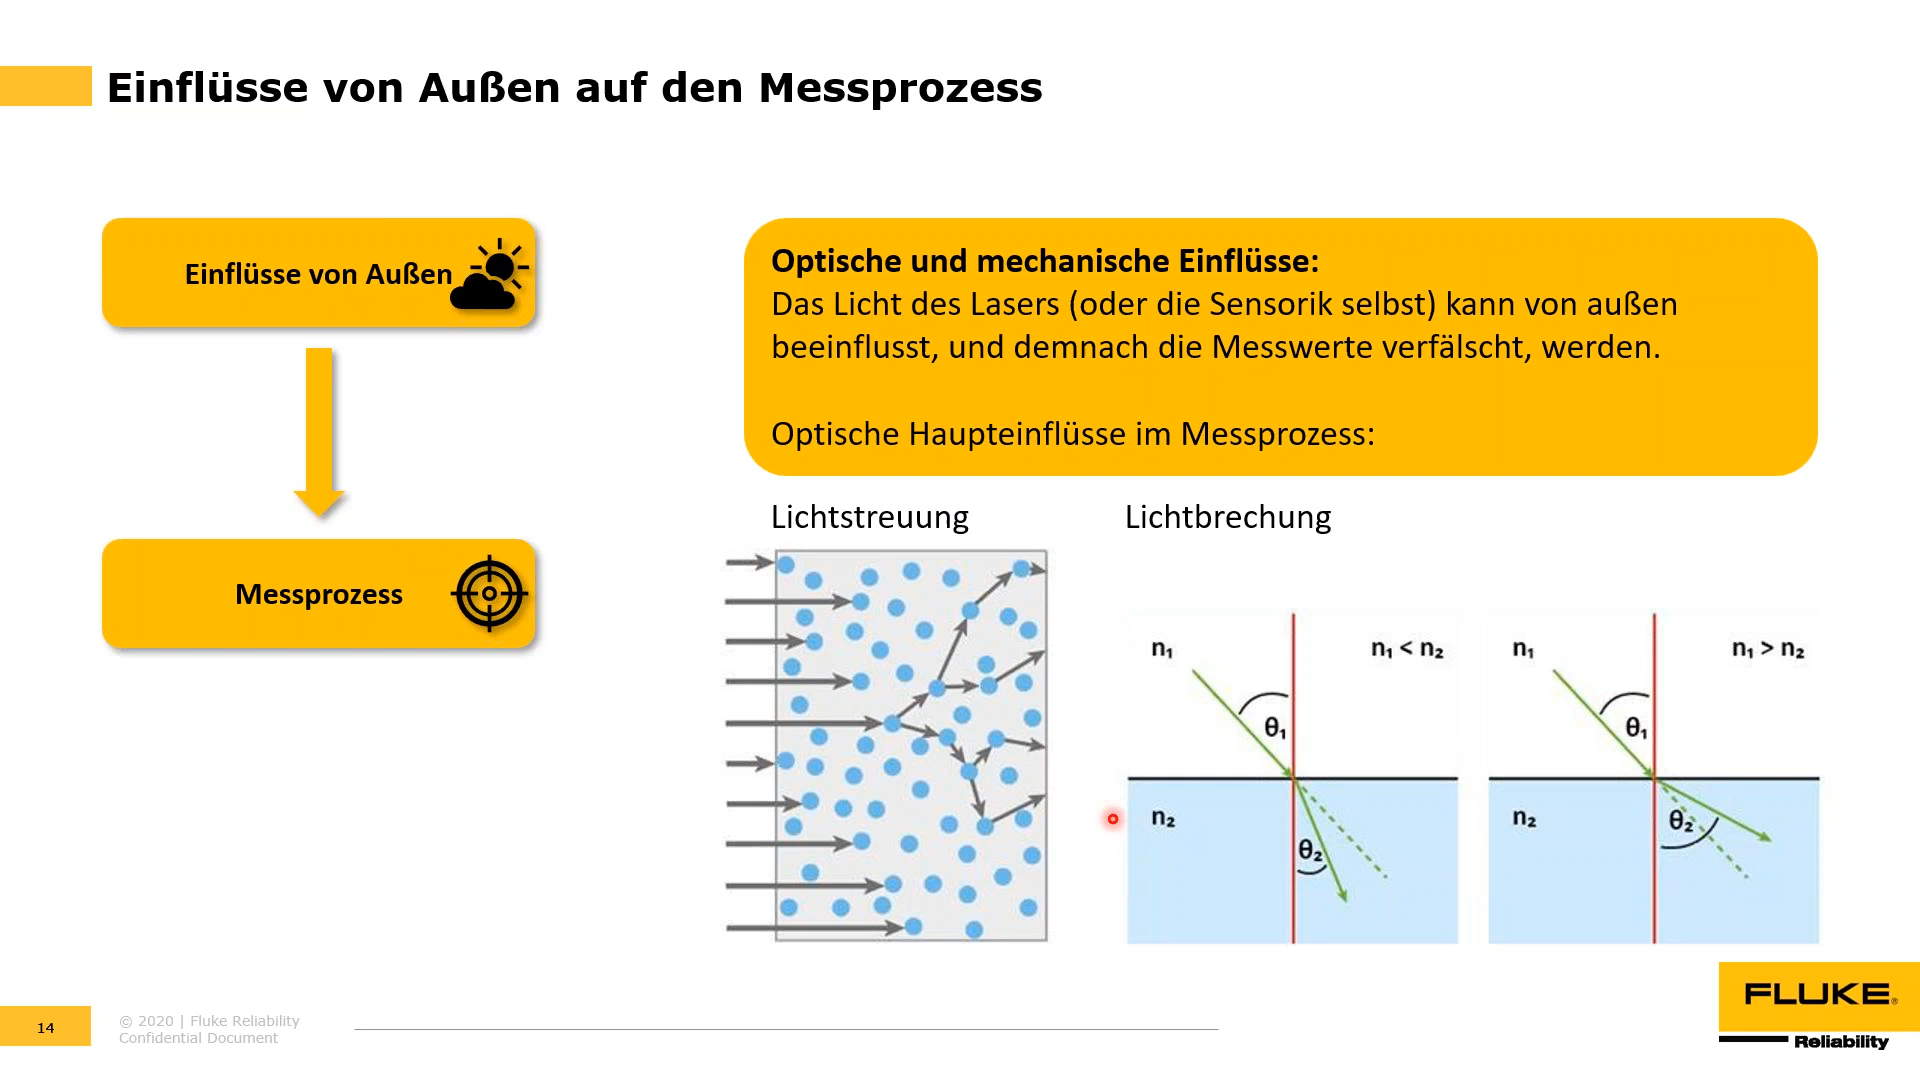 Einflüsse von Außen auf den Messprozess
Einflüsse von Außen
Messprozess
Optische und mechanische Einflüsse:
Das Licht des Lasers (oder die Sensorik selbst) kann von außen
beeinflusst, und demnach die Messwerte verfälscht, werden.
Optische Haupteinflüsse im Messprozess:
Lichtstreuung
Lichtbrechung
n₁
n₁ < n₂
θ₁
n₂
θ₂
n₁
n₁ > n₂
θ₁
n₂
θ₂
14
© 2020 | Fluke Reliability
Confidential Document
FLUKE®
Reliability